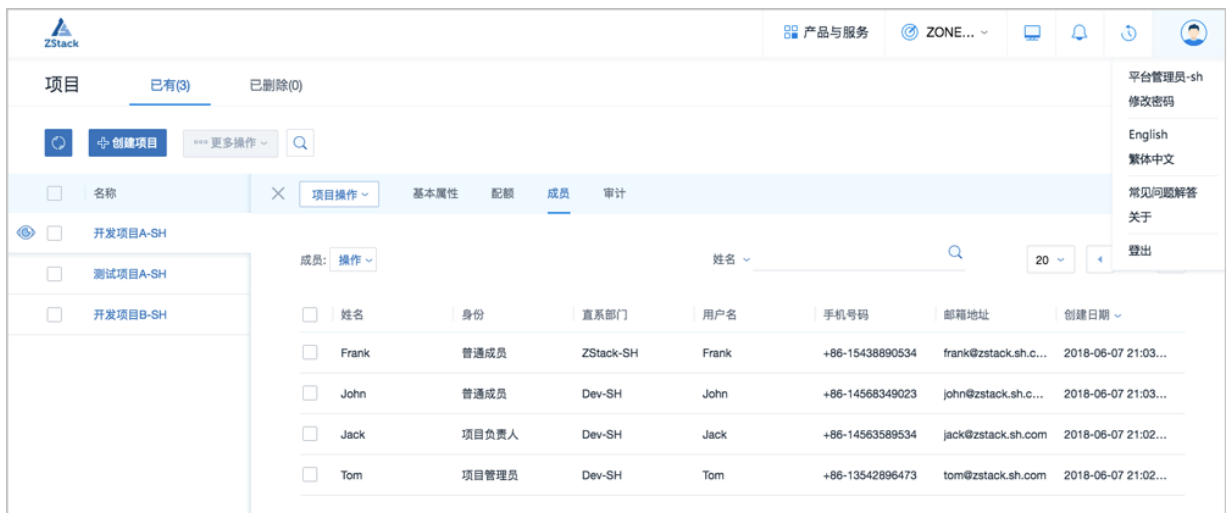 ZStack
产品与服务 ZONE...
项目 已有(3) 已删除(0)
平台管理员-sh
修改密码
English
繁体中文
常见问题解答
关于
登出
创建项目 更多操作
名称 项目操作 基本属性 配额 成员 审计
开发项目A-SH
测试项目A-SH
开发项目B-SH
成员: 操作 姓名 20
姓名 身份 直系部门 用户名 手机号码 邮箱地址 创建日期
Frank 普通成员 ZStack-SH Frank +86-15438890534 frank@zstack.sh.c... 2018-06-07 21:03...
John 普通成员 Dev-SH John +86-14568349023 john@zstack.sh.c... 2018-06-07 21:03...
Jack 项目负责人 Dev-SH Jack +86-14563589534 jack@zstack.sh.com 2018-06-07 21:02...
Tom 项目管理员 Dev-SH Tom +86-13542896473 tom@zstack.sh.com 2018-06-07 21:02...